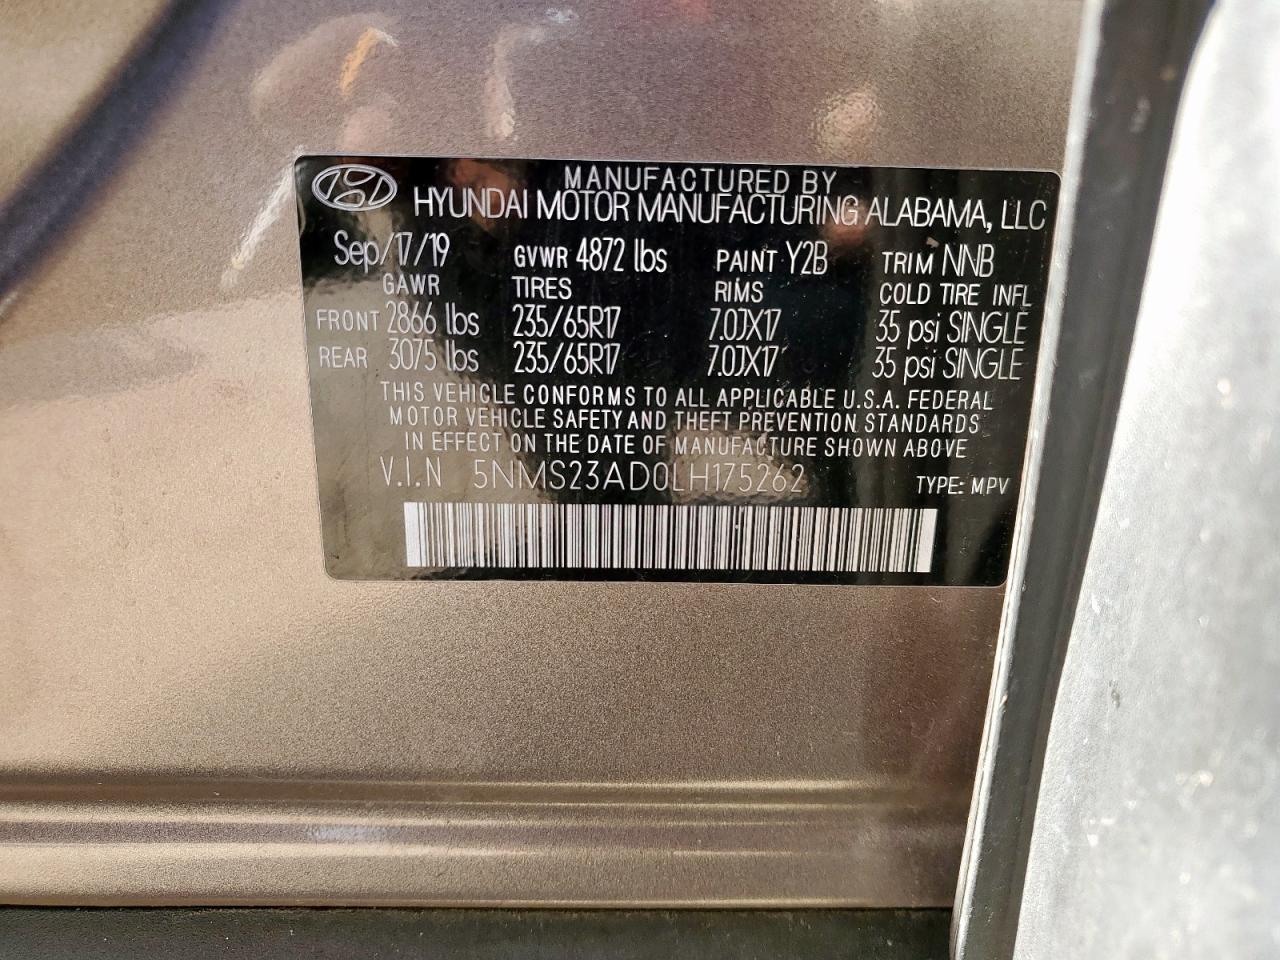 MANUFACTURED BY
HYUNDAI MOTOR MANUFACTURING ALABAMA, LLC
Sep/17/19 GVWR 4872 lbs PAINT Y2B TRIM NNB
GAWR TIRES RIMS COLD TIRE INFL
FRONT 2866 lbs 235/65R17 7.0JX17 35 psi SINGLE
REAR 3075 lbs 235/65R17 7.0JX17 35 psi SINGLE
THIS VEHICLE CONFORMS TO ALL APPLICABLE U.S.A. FEDERAL
MOTOR VEHICLE SAFETY AND THEFT PREVENTION STANDARDS
IN EFFECT ON THE DATE OF MANUFACTURE SHOWN ABOVE
V.I.N 5NMS23AD0LH175262 TYPE: MPV